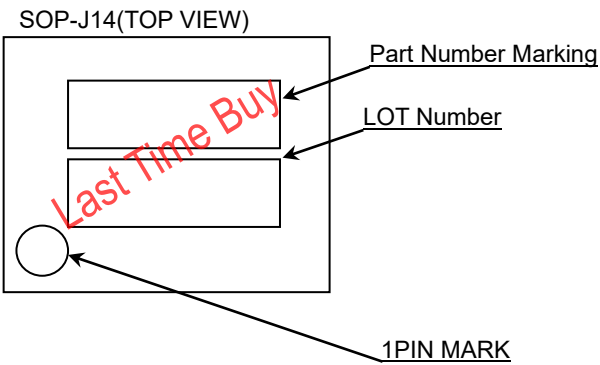 SOP-J14(TOP VIEW)
Part Number Marking
LOT Number
Last Time Buy
1PIN MARK